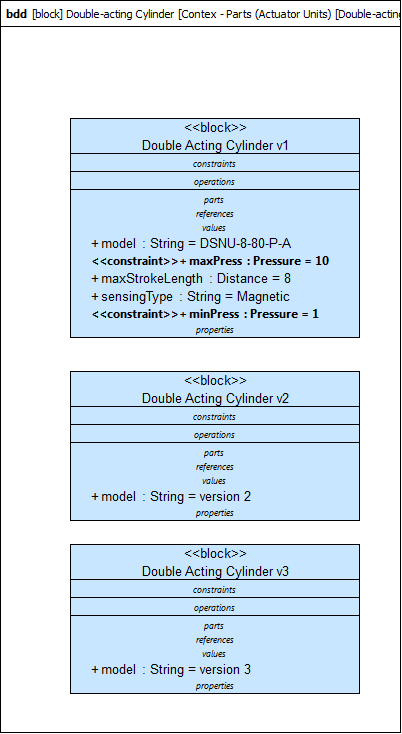 bdd [block] Double-acting Cylinder [Contex - Parts (Actuator Units) [Double-acting
<<block>>
Double Acting Cylinder v1
constraints
operations
parts
references
values
+ model : String = DSNU-8-80-P-A
<<constraint>>+ maxPress : Pressure = 10
+ maxStrokeLength : Distance = 8
+ sensingType : String = Magnetic
<<constraint>>+ minPress : Pressure = 1
properties
<<block>>
Double Acting Cylinder v2
constraints
operations
parts
references
values
+ model : String = version 2
properties
<<block>>
Double Acting Cylinder v3
constraints
operations
parts
references
values
+ model : String = version 3
properties